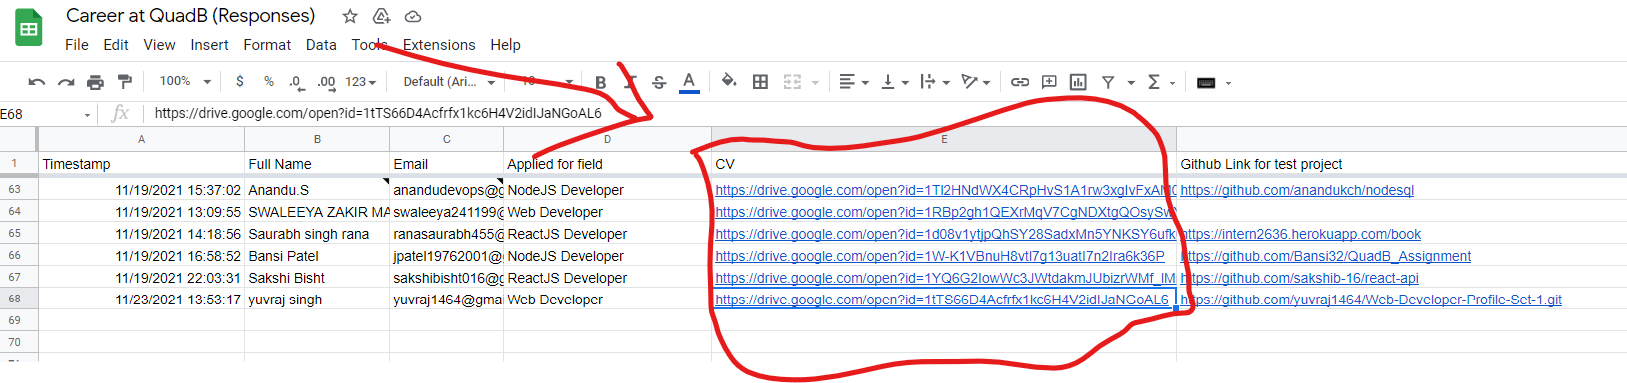 Career at QuadB (Responses)
File Edit View Insert Format Data Tools Extensions Help
100% $ % .0 .00 123 Default (Ari... 10 B I S A
E68 fx https://drive.google.com/open?id=1tTS66D4Acfrfx1kc6H4V2idIJaNGoAL6
A B C D E
1 Timestamp Full Name Email Applied for field CV Github Link for test project
63 11/19/2021 15:37:02 Anandu.S anandudevops@g NodeJS Developer https://drive.google.com/open?id=1TI2HNdWX4CRpHvS1A1rw3xgIvFxAM0 https://github.com/anandukch/nodesql
64 11/19/2021 13:09:55 SWALEEYA ZAKIR MA swaleeya241199@ Web Developer https://drive.google.com/open?id=1RBp2gh1QEXrMqV7CgNDXtgQOsySw
65 11/19/2021 14:18:56 Saurabh singh rana ranasaurabh455@ ReactJS Developer https://drive.google.com/open?id=1d08v1ytjpQhSY28SadxMn5YNKSY6ufk https://intern2636.herokuapp.com/book
66 11/19/2021 16:58:52 Bansi Patel jpatel19762001@ ReactJS Developer https://drive.google.com/open?id=1W-K1VBnuH8vtI7g13uatI7n2Ira6k36P https://github.com/Bansi32/QuadB_Assignment
67 11/19/2021 22:03:31 Sakshi Bisht sakshibisht016@g ReactJS Developer https://drive.google.com/open?id=1YQ6G2IowWc3JWtdakmJUbizrWMf_IM https://github.com/sakshib-16/react-api
68 11/23/2021 13:53:17 yuvraj singh yuvraj1464@gma Web Developer https://drive.google.com/open?id=1tTS66D4Acfrfx1kc6H4V2idIJaNGoAL6 https://github.com/yuvraj1464/Web-Developer-Profile-Set-1.git
69
70